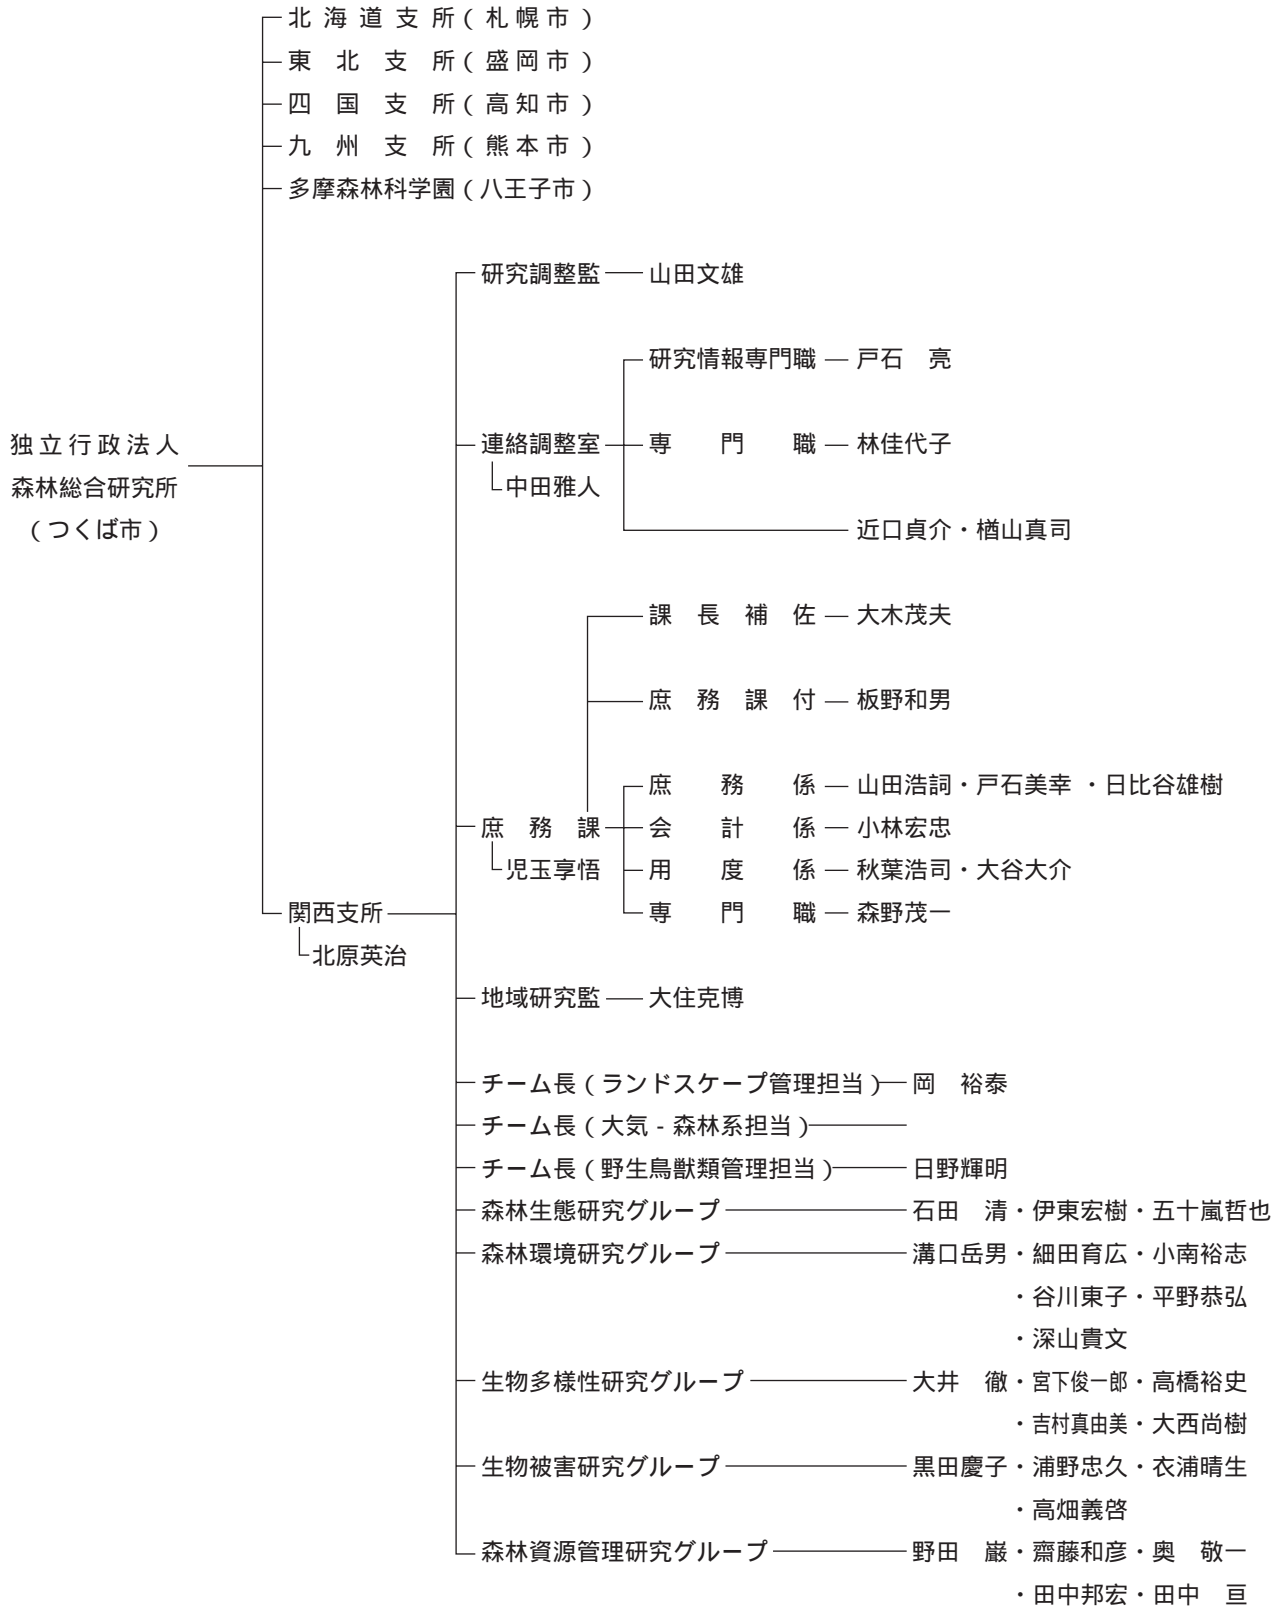 北海道支所(札幌市)
東北支所(盛岡市)
四国支所(高知市)
九州支所(熊本市)
多摩森林科学園(八王子市)
研究調整監 山田文雄
研究情報専門職 戸石 亮
独立行政法人
森林総合研究所
(つくば市)
連絡調整室
中田雅人
専門職 林佳代子
近口貞介・楢山真司
課長補佐 大木茂夫
庶務課付 板野和男
庶務課
児玉享悟
庶務係 山田浩詞・戸石美幸・日比谷雄樹
会計係 小林宏忠
用度係 秋葉浩司・大谷大介
専門職 森野茂一
関西支所
北原英治
地域研究監 大住克博
チーム長(ランドスケープ管理担当) 岡 裕泰
チーム長(大気-森林系担当)
チーム長(野生鳥獣類管理担当) 日野輝明
森林生態研究グループ 石田 清・伊東宏樹・五十嵐哲也
森林環境研究グループ 溝口岳男・細田育広・小南裕志
・谷川東子・平野恭弘
・深山貴文
生物多様性研究グループ 大井 徹・宮下俊一郎・高橋裕史
・吉村真由美・大西尚樹
生物被害研究グループ 黒田慶子・浦野忠久・衣浦晴生
・高畑義啓
森林資源管理研究グループ 野田 巌・齋藤和彦・奥 敬一
・田中邦宏・田中 亘